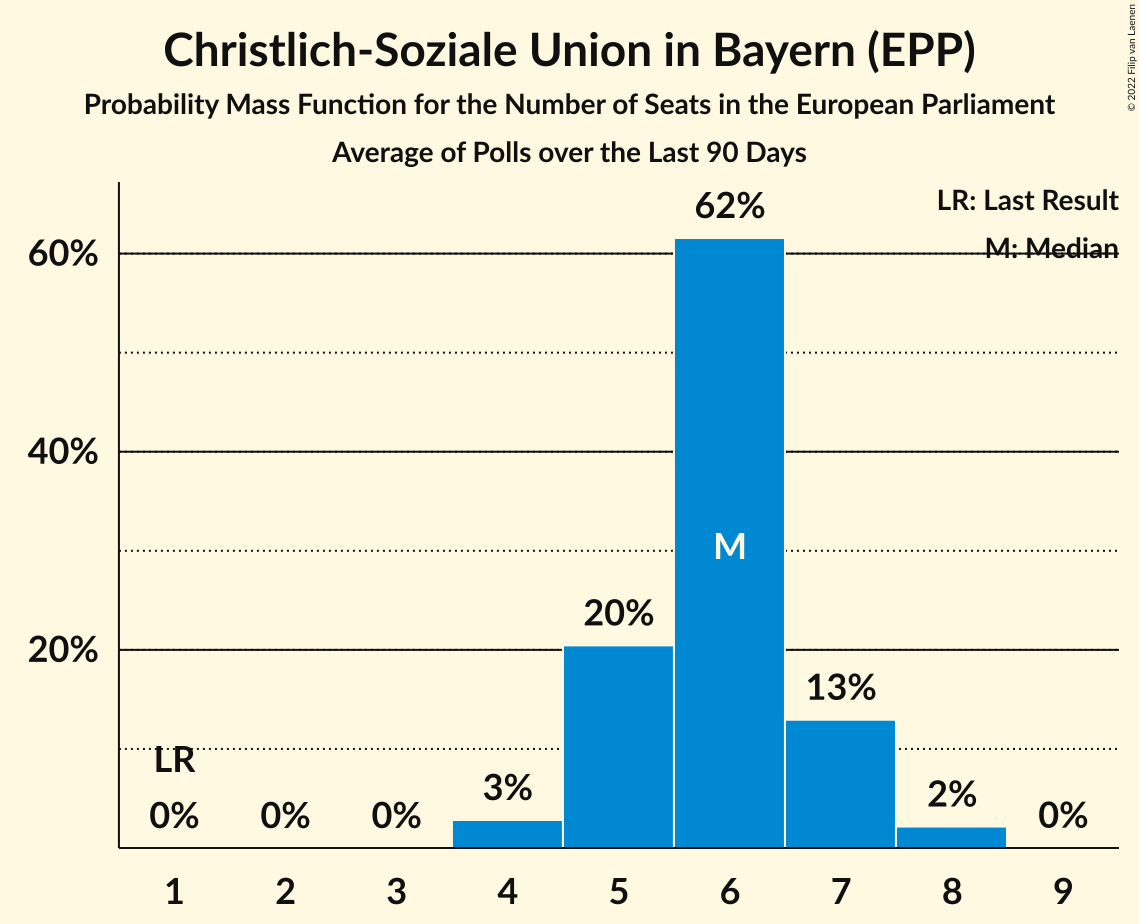 Christlich-Soziale Union in Bayern (EPP)
Probability Mass Function for the Number of Seats in the European Parliament
Average of Polls over the Last 90 Days
© 2022 Filip van Laenen
LR: Last Result
M: Median
60%
40%
20%
62%
M
20%
13%
LR
0%
0%
0%
3%
2%
0%
1 2 3 4 5 6 7 8 9